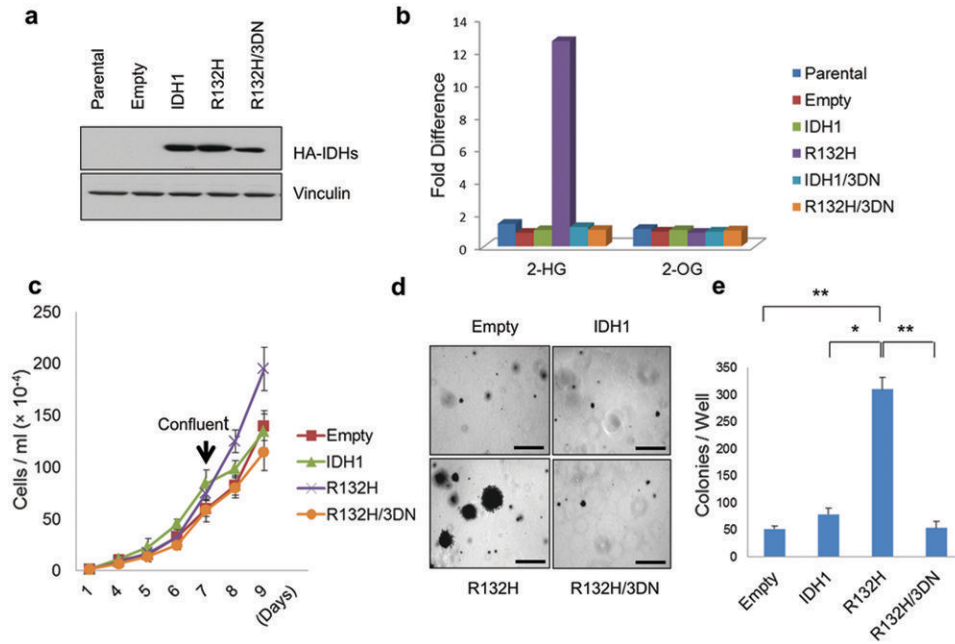 a
Parental
Empty
IDH1
R132H
R132H/3DN
HA-IDHs
Vinculin
b
Fold Difference
14
12
10
8
6
4
2
0
2-HG
2-OG
Parental
Empty
IDH1
R132H
IDH1/3DN
R132H/3DN
c
Cells / ml (× 10⁻⁴)
250
200
150
100
50
0
Confluent
1 4 5 6 7 8 9
(Days)
Empty
IDH1
R132H
R132H/3DN
d
Empty IDH1
R132H R132H/3DN
e
** 
* **
Colonies / Well
350
300
250
200
150
100
50
0
Empty
IDH1
R132H
R132H/3DN